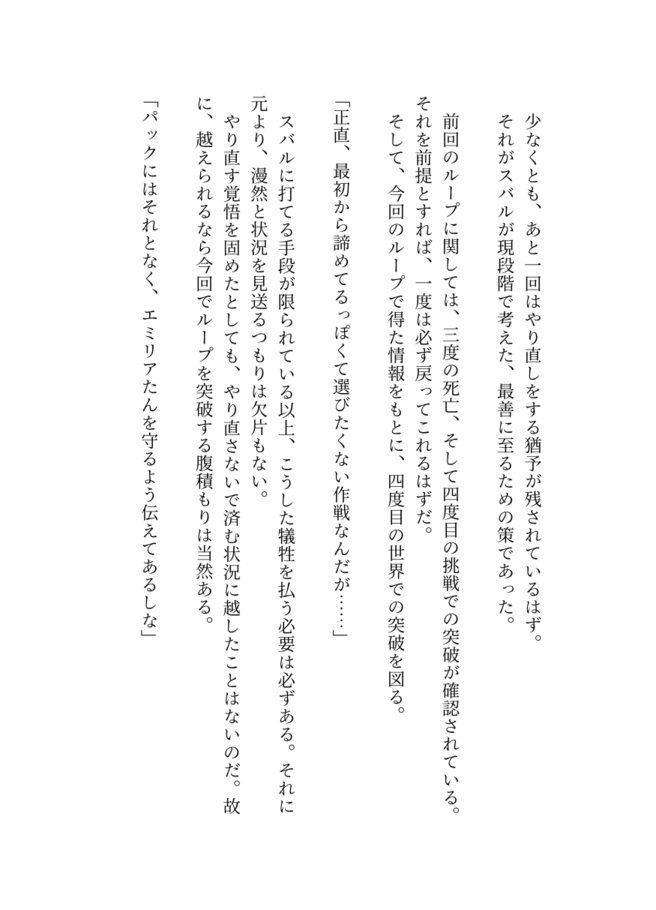 少なくとも、あと一回はやり直しをする猶予が残されているはず。
それがスバルが現段階で考えた、最善に至るための策であった。
前回のループに関しては、三度の死亡、そして四度目の挑戦での突破が確認されている。
それを前提とすれば、一度は必ず戻ってこれるはずだ。
そして、今回のループで得た情報をもとに、四度目の世界での突破を図る。
「正直、最初から諦めてるっぽくて選びたくない作戦なんだが……」
スバルに打てる手段が限られている以上、こうした犠牲を払う必要は必ずある。それに
元より、漫然と状況を見送るつもりは欠片もない。
やり直す覚悟を固めたとしても、やり直さないで済む状況に越したことはないのだ。故
に、越えられるなら今回でループを突破する腹積もりは当然ある。
「パックにはそれとなく、エミリアたんを守るよう伝えてあるしな」